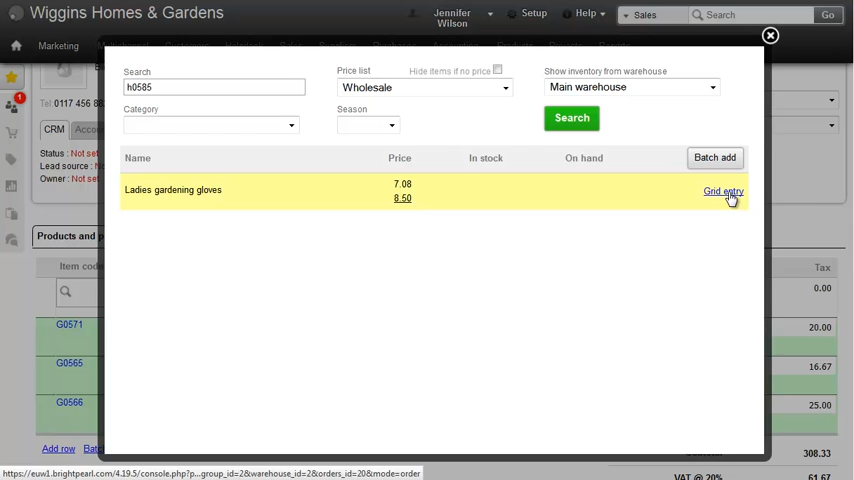 Wiggins Homes & Gardens
Jennifer Wilson
Setup
Help
Sales
Search
Go
Marketing
Search
h0585
Price list
Hide items if no price
Wholesale
Show inventory from warehouse
Main warehouse
Category
Season
Search
Name
Price
In stock
On hand
Batch add
Ladies gardening gloves
7.08
8.50
Grid entry
Tel: 0117 456 88
1
CRM
Accou
Status : Not set
Lead source : No
Owner : Not set
Products and p
Item code
Tax
0.00
G0571
20.00
G0565
16.67
G0566
25.00
Add row
Batc
308.33
VAT @ 20%
61.67
https://euw1.brightpearl.com/4.19.5/console.php?p...group_id=2&warehouse_id=2&orders_id=20&mode=order